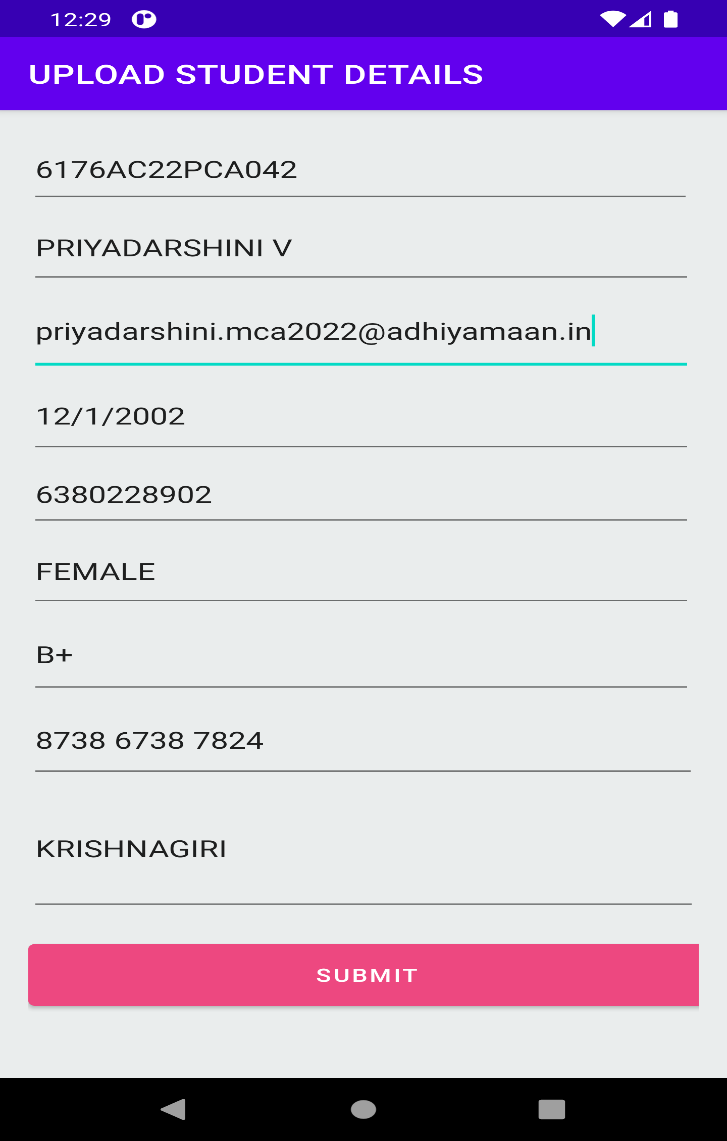 12:29
UPLOAD STUDENT DETAILS
6176AC22PCA042
PRIYADARSHINI V
priyadarshini.mca2022@adhiyamaan.in
12/1/2002
6380228902
FEMALE
B+
8738 6738 7824
KRISHNAGIRI
SUBMIT